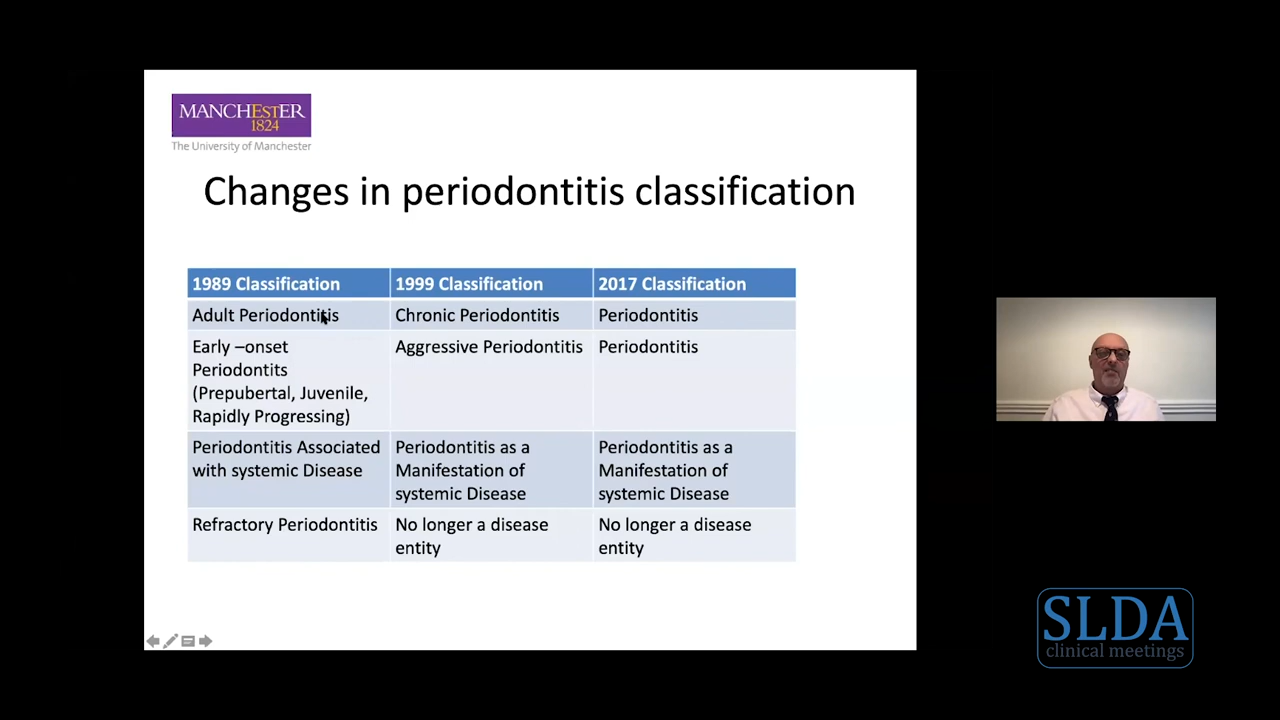 MANCHESTER
1824
The University of Manchester
Changes in periodontitis classification
1989 Classification
1999 Classification
2017 Classification
Adult Periodontitis
Chronic Periodontitis
Periodontitis
Early –onset
Periodontits
(Prepubertal, Juvenile,
Rapidly Progressing)
Aggressive Periodontitis
Periodontitis
Periodontitis Associated
with systemic Disease
Periodontitis as a
Manifestation of
systemic Disease
Periodontitis as a
Manifestation of
systemic Disease
Refractory Periodontitis
No longer a disease
entity
No longer a disease
entity
SLDA
clinical meetings